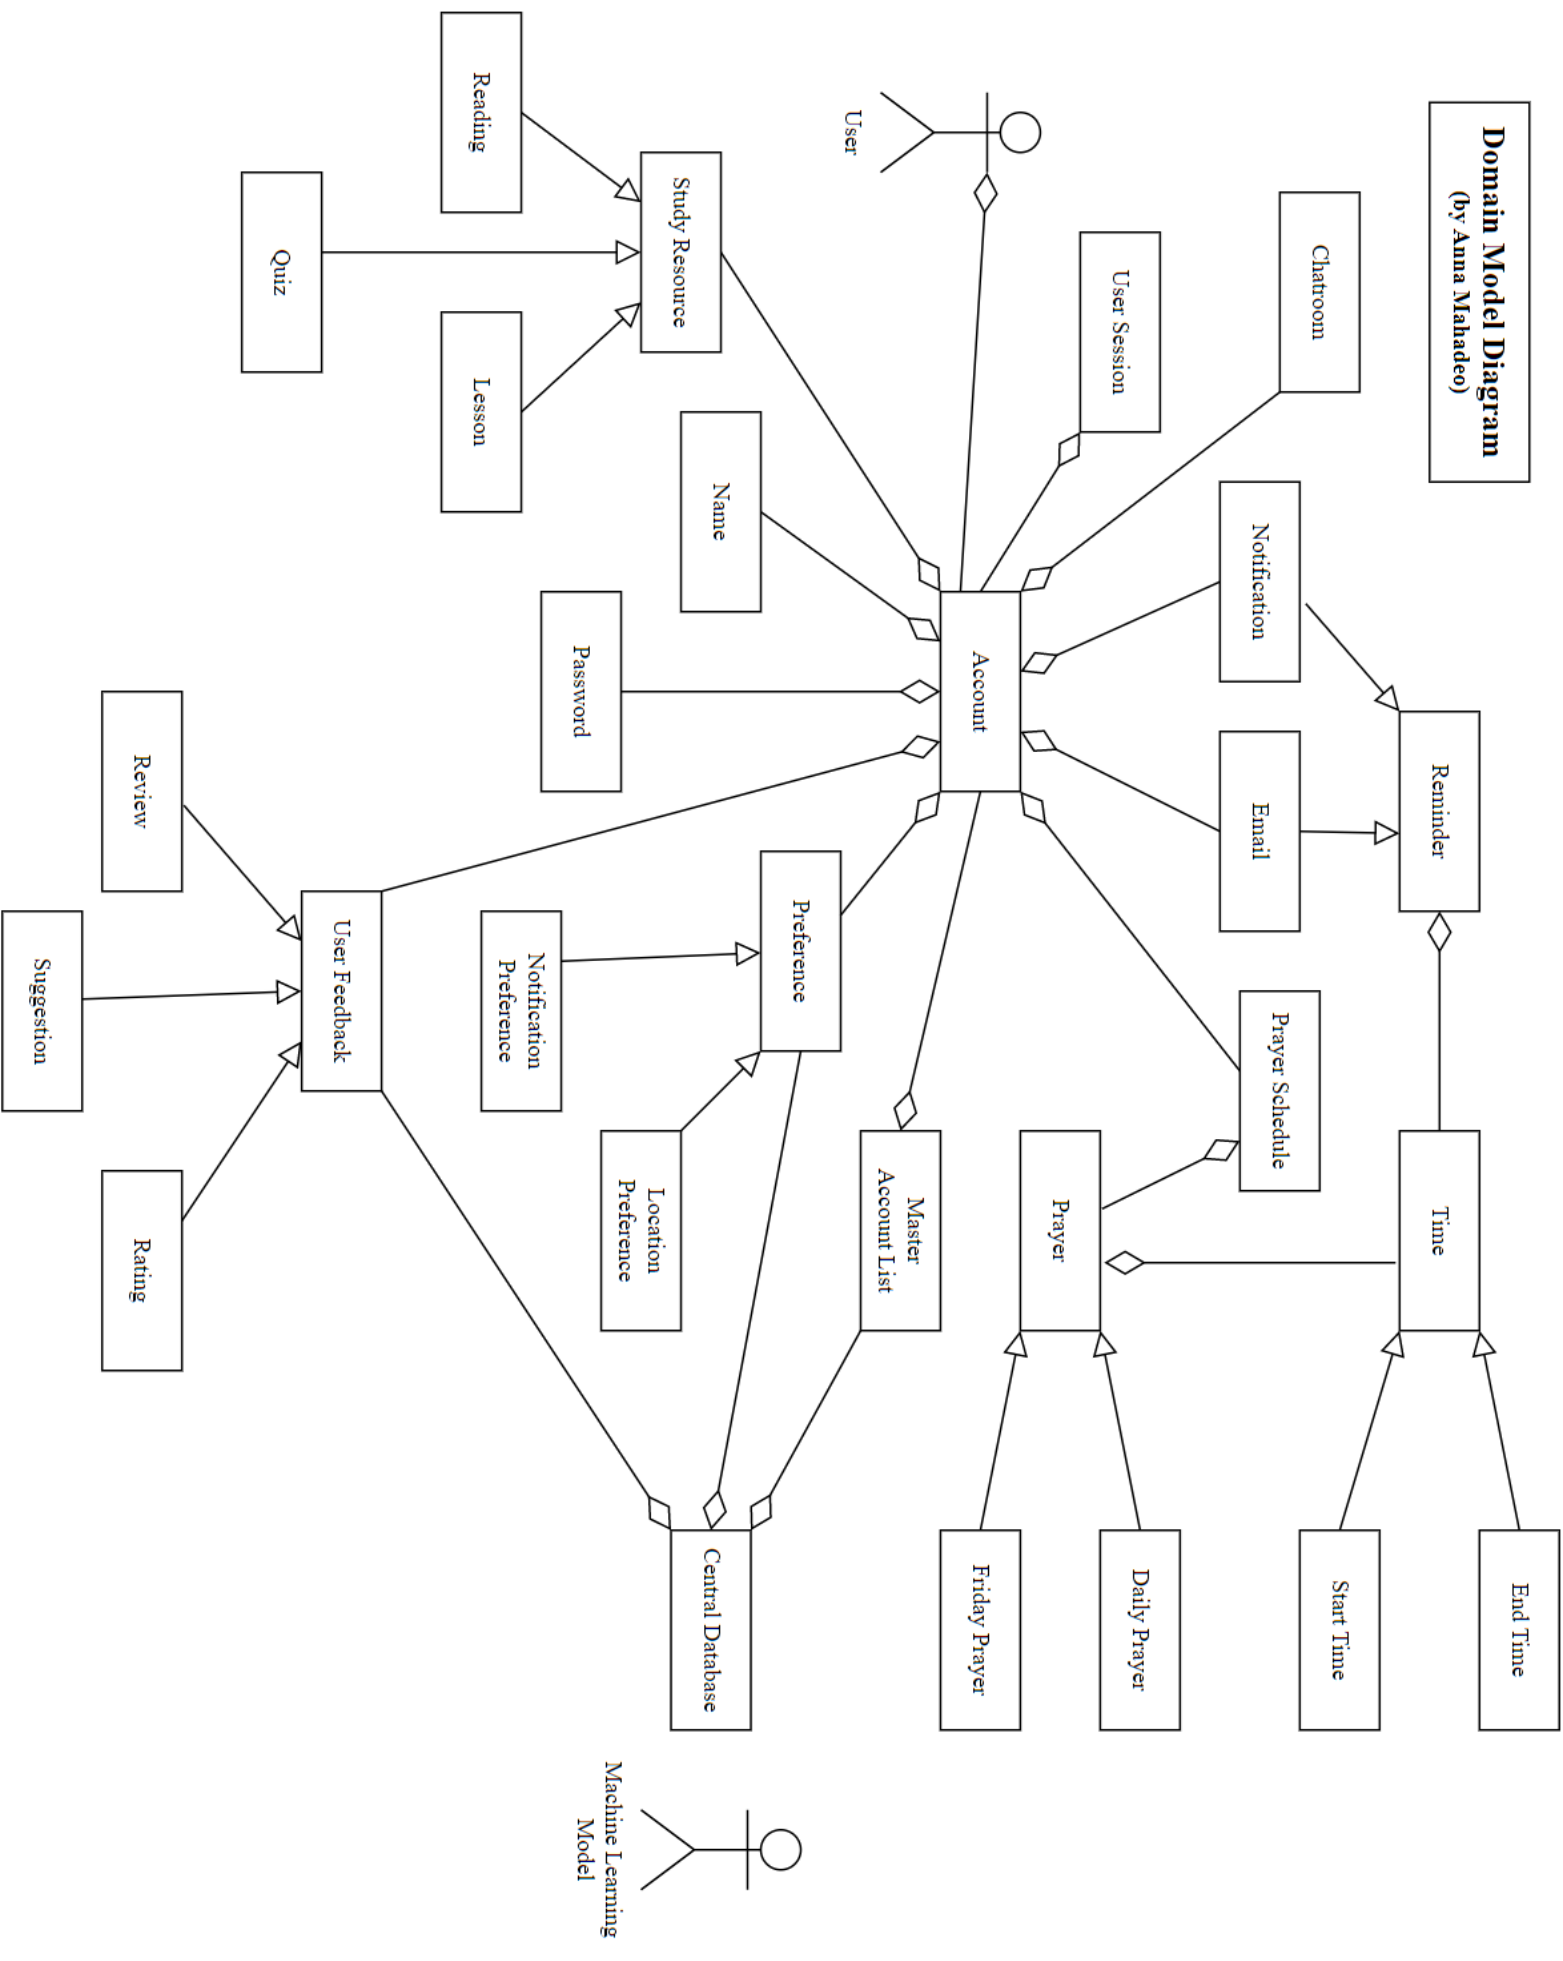 Domain Model Diagram
(by Anna Mahadeo)
End Time
Reminder
Time
Start Time
Chatroom
Notification
Email
Prayer Schedule
Daily Prayer
User Session
Prayer
Friday Prayer
Account
Master
Account List
User
Preference
Central Database
Study Resource
Name
Location
Preference
Machine Learning
Model
Password
Notification
Preference
Reading
Lesson
User Feedback
Quiz
Review
Rating
Suggestion